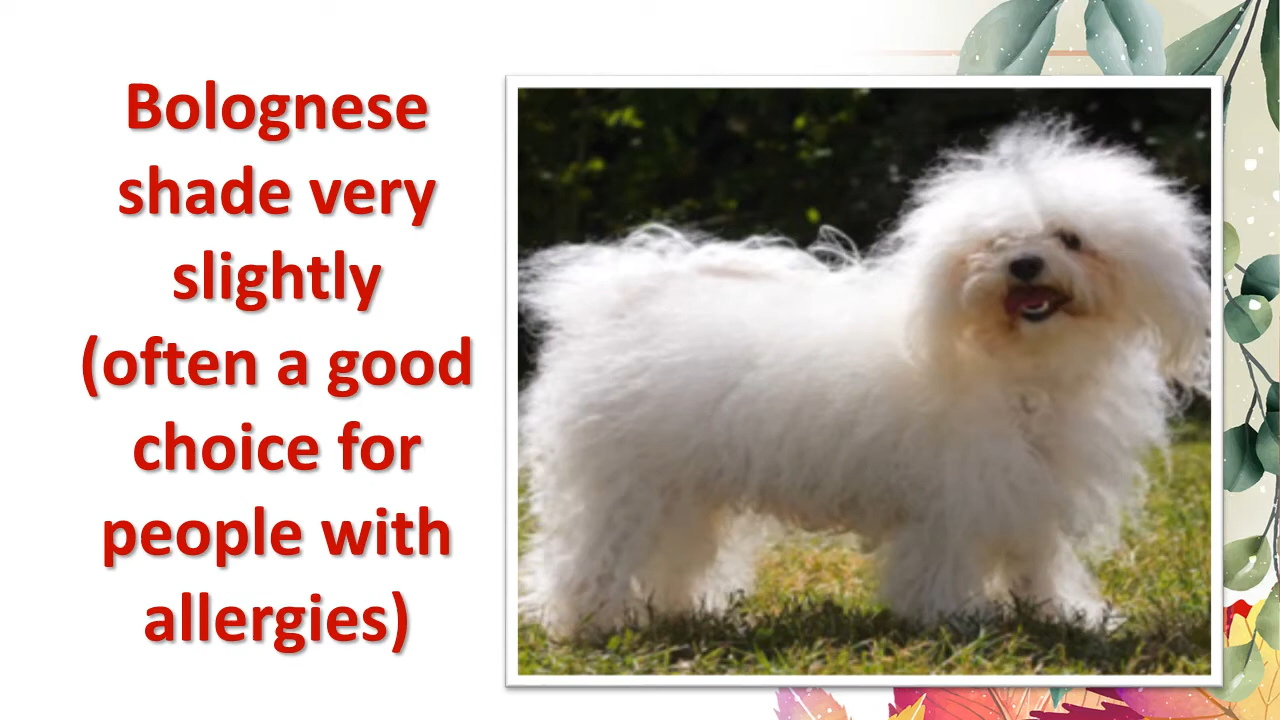 Bolognese
shade very
slightly
(often a good
choice for
people with
allergies)